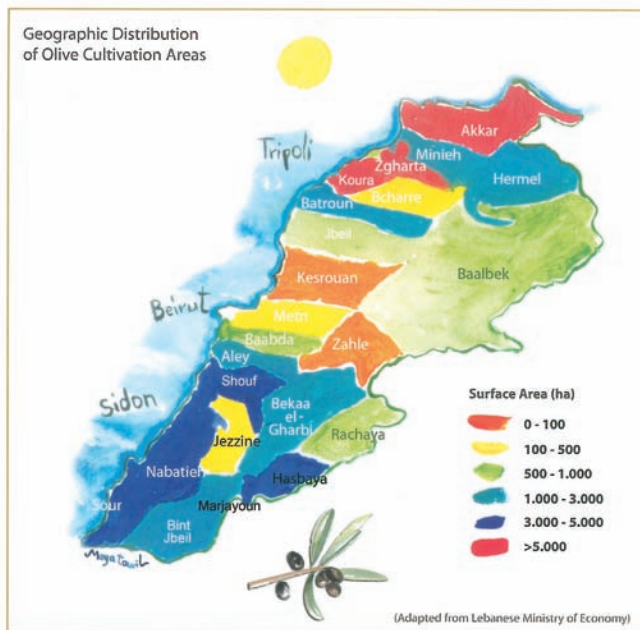 Geographic Distribution
of Olive Cultivation Areas
Akkar
Tripoli
Minieh
Zgharta
Koura
Hermel
Bcharre
Batroun
Jbeil
Baalbek
Kesrouan
Beirut
Metn
Baabda
Zahle
Aley
Shouf
Sidon
Bekaa
el-
Gharbi
Jezzine
Rachaya
Nabatieh
Hasbaya
Sour
Marjayoun
Bint
Jbeil
Surface Area (ha)
0 - 100
100 - 500
500 - 1.000
1.000 - 3.000
3.000 - 5.000
>5.000
(Adapted from Lebanese Ministry of Economy)